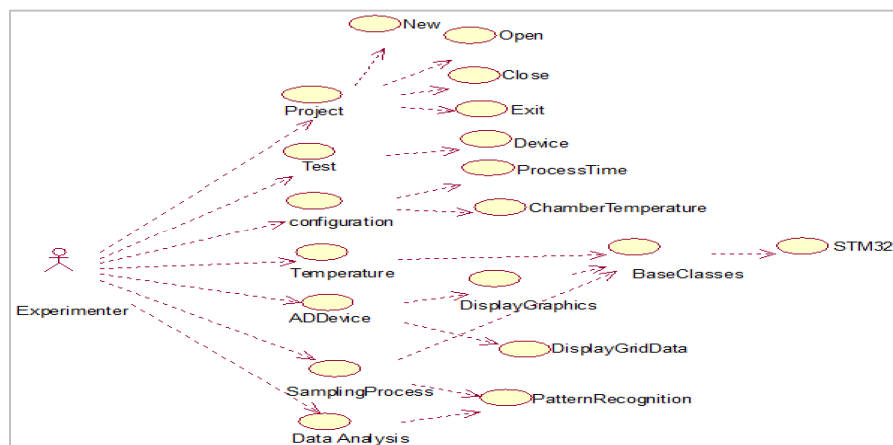 New
Open
Close
Project
Exit
Device
Test
ProcessTime
configuration
ChamberTemperature
STM32
Temperature
BaseClasses
Experimenter
ADDevice
DisplayGraphics
DisplayGridData
SamplingProcess
PatternRecognition
Data Analysis